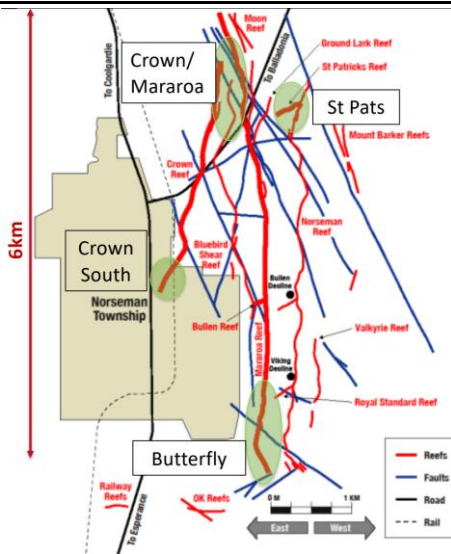 Moon
Reef
To Coolgardie
Crown/
Mararoa
To Balladonia
Ground Lark Reef
St Patricks Reef
St Pats
Mount Barker Reefs
6km
Crown
Reef
Norseman
Reef
Crown
South
Bluebird
Shear
Reef
Norseman
Township
Bullen
Decline
Bullen Reef
Mararoa Reef
Valkyrie Reef
Viking
Decline
Royal Standard Reef
Butterfly
Railway
Reefs
OK Reefs
To Esperance
0 M 1 KM
East West
Reefs
Faults
Road
Rail